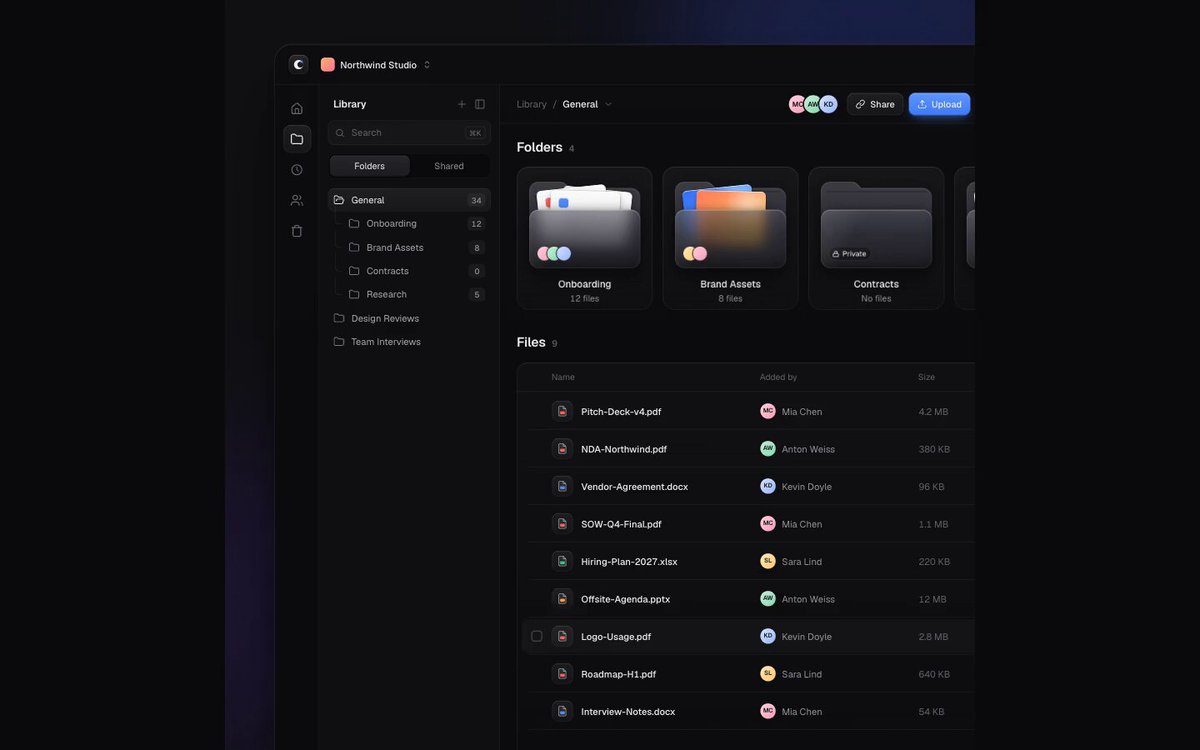 Northwind Studio
Library
Search ⌘K
Folders Shared
General 34
Onboarding 12
Brand Assets 8
Contracts 0
Research 5
Design Reviews
Team Interviews
Library / General
MC AW KD
Share
Upload
Folders 4
Onboarding
12 files
Brand Assets
8 files
Private
Contracts
No files
Files 9
Name Added by Size
Pitch-Deck-v4.pdf MC Mia Chen 4.2 MB
NDA-Northwind.pdf AW Anton Weiss 380 KB
Vendor-Agreement.docx KD Kevin Doyle 96 KB
SOW-Q4-Final.pdf MC Mia Chen 1.1 MB
Hiring-Plan-2027.xlsx SL Sara Lind 220 KB
Offsite-Agenda.pptx AW Anton Weiss 12 MB
Logo-Usage.pdf KD Kevin Doyle 2.8 MB
Roadmap-H1.pdf SL Sara Lind 640 KB
Interview-Notes.docx MC Mia Chen 54 KB